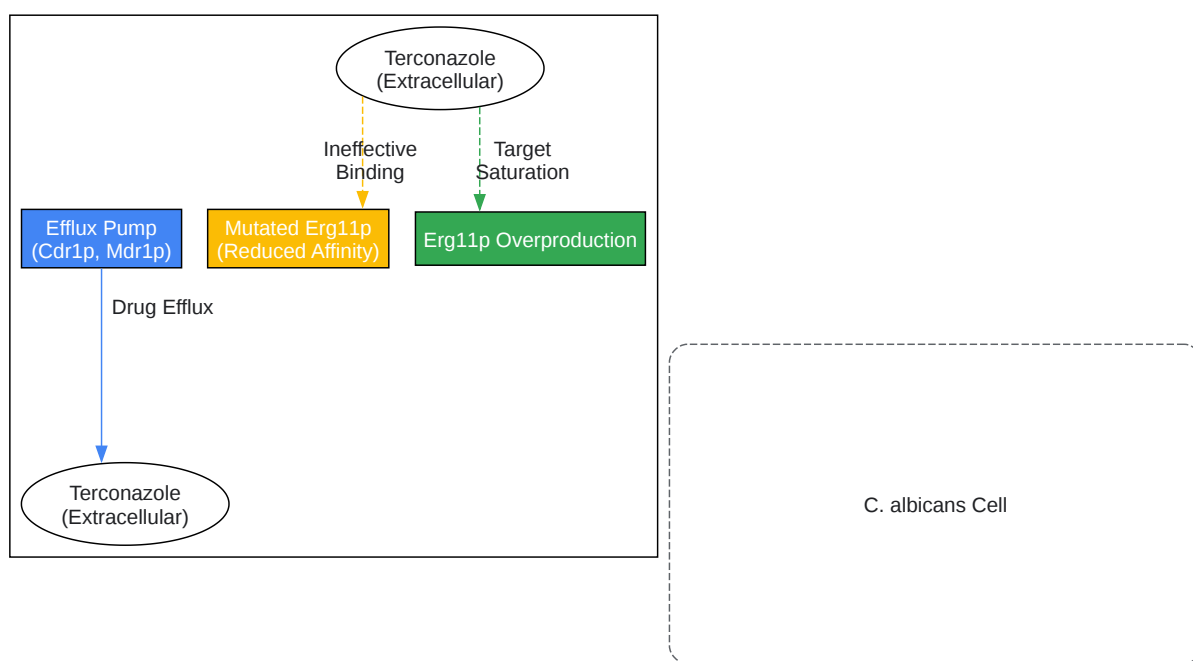 Terconazole
(Extracellular)
Ineffective
Binding
Target
Saturation
Efflux Pump
(Cdr1p, Mdr1p)
Mutated Erg11p
(Reduced Affinity)
Erg11p Overproduction
Drug Efflux
Terconazole
(Extracellular)
C. albicans Cell